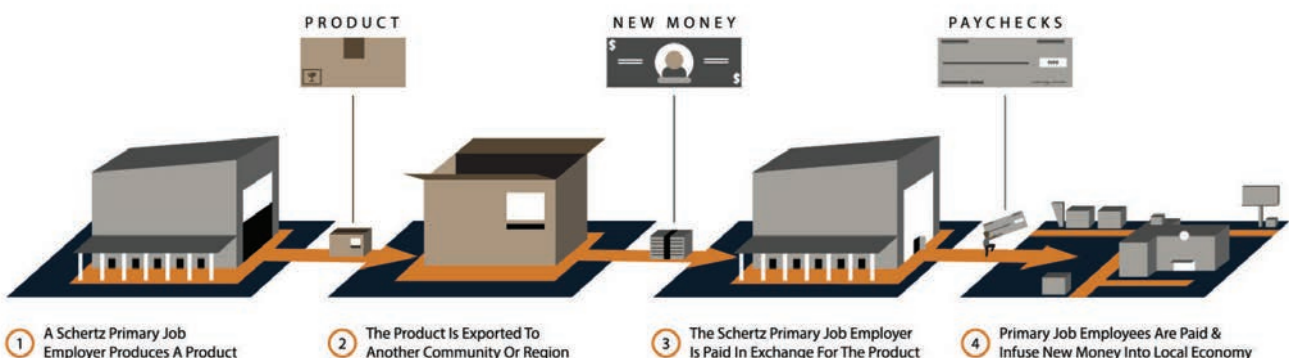 PRODUCT
NEW MONEY
PAYCHECKS
$
$
1 A Schertz Primary Job
Employer Produces A Product
2 The Product Is Exported To
Another Community Or Region
3 The Schertz Primary Job Employer
Is Paid In Exchange For The Product
4 Primary Job Employees Are Paid &
Infuse New Money Into Local Economy